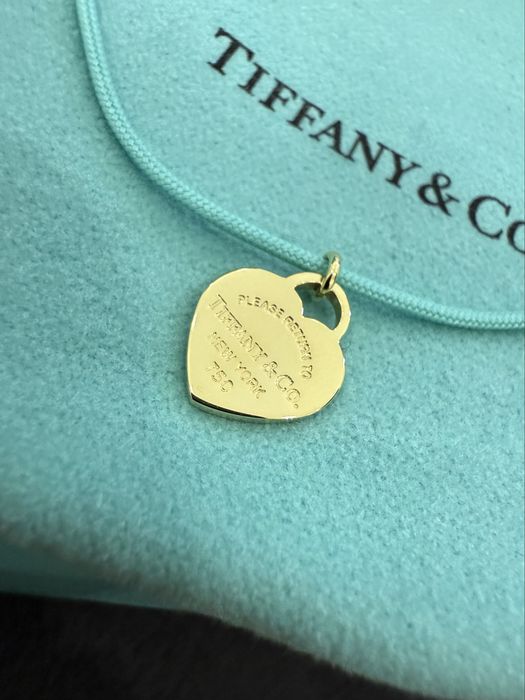 TIFFANY & CO
PLEASE RETURN TO
TIFFANY & CO.
NEW YORK
750